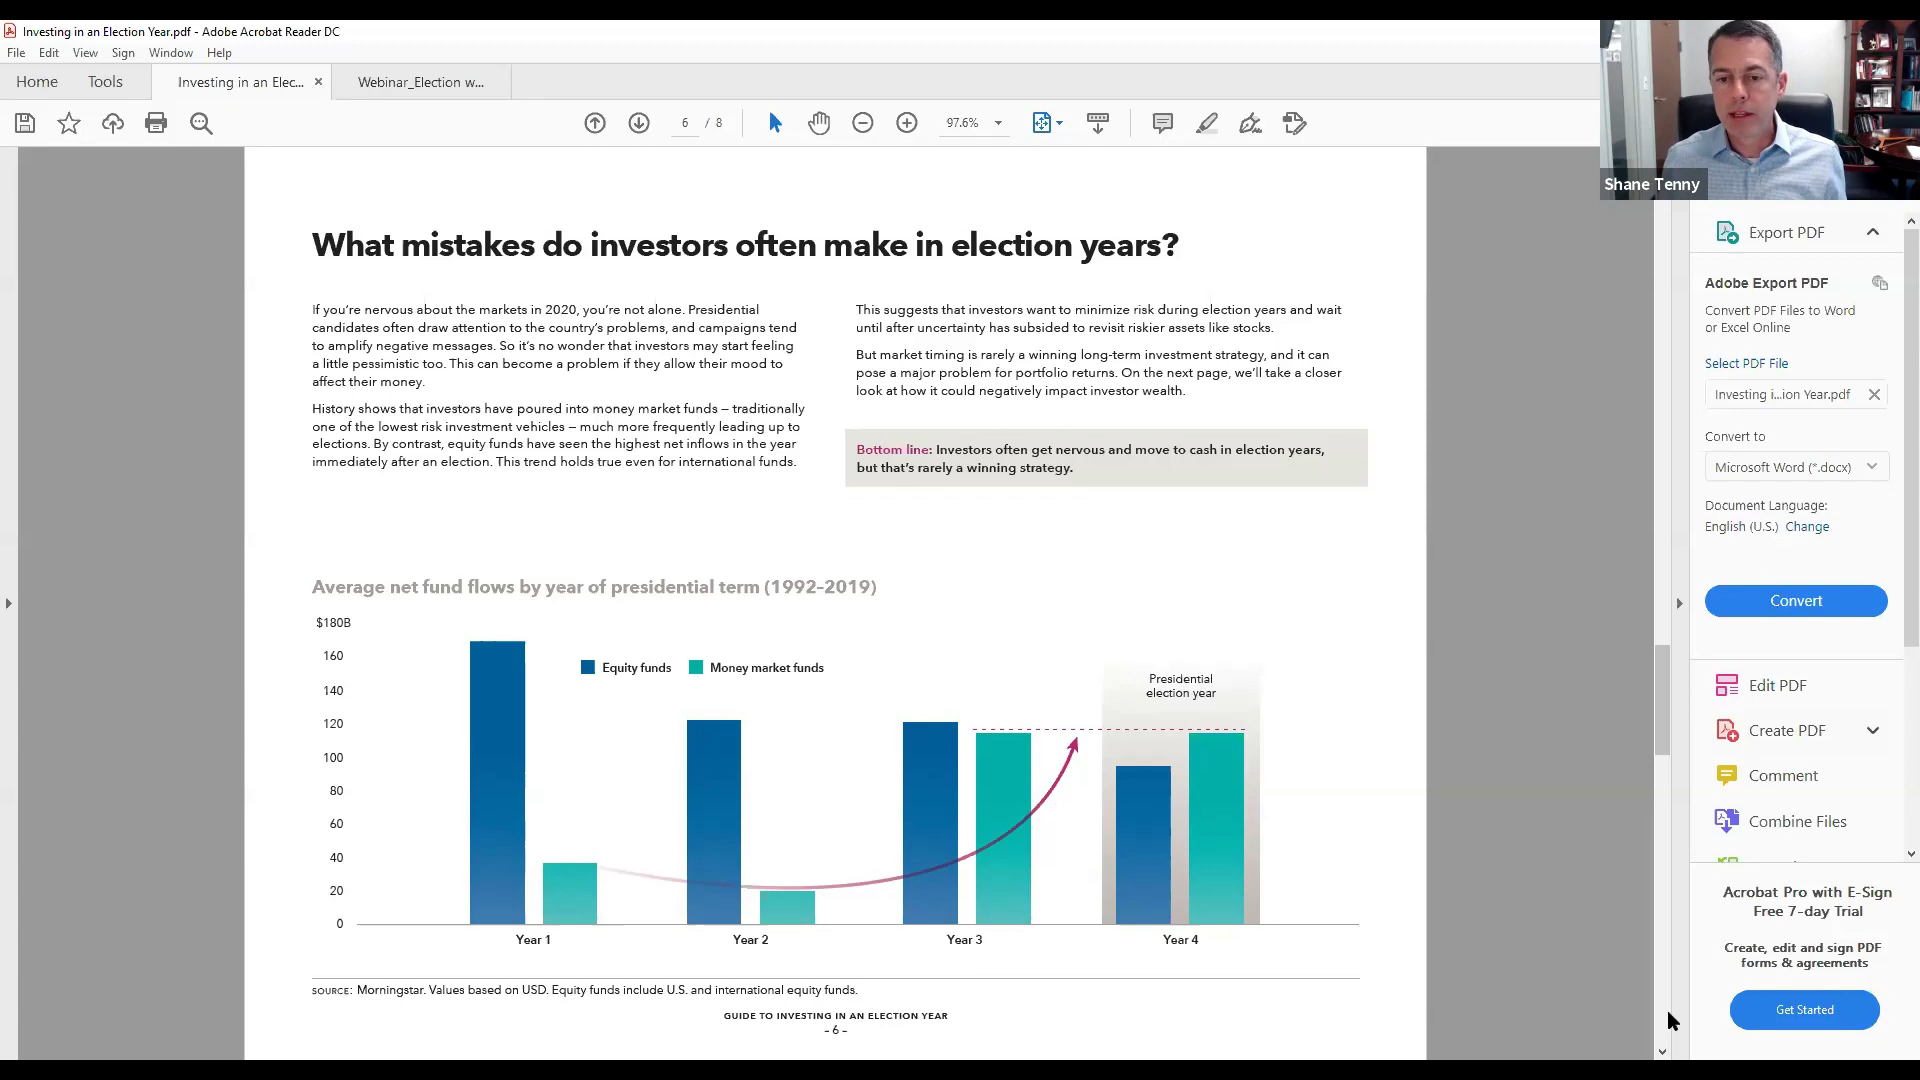 Investing in an Election Year.pdf - Adobe Acrobat Reader DC
File Edit View Sign Window Help
Home Tools Investing in an Elec... × Webinar_Election w...
6 / 8 97.6%
Shane Tenny
What mistakes do investors often make in election years?
If you're nervous about the markets in 2020, you're not alone. Presidential
candidates often draw attention to the country's problems, and campaigns tend
to amplify negative messages. So it's no wonder that investors may start feeling
a little pessimistic too. This can become a problem if they allow their mood to
affect their money.
History shows that investors have poured into money market funds – traditionally
one of the lowest risk investment vehicles – much more frequently leading up to
elections. By contrast, equity funds have seen the highest net inflows in the year
immediately after an election. This trend holds true even for international funds.
This suggests that investors want to minimize risk during election years and wait
until after uncertainty has subsided to revisit riskier assets like stocks.
But market timing is rarely a winning long-term investment strategy, and it can
pose a major problem for portfolio returns. On the next page, we'll take a closer
look at how it could negatively impact investor wealth.
Bottom line: Investors often get nervous and move to cash in election years,
but that's rarely a winning strategy.
Average net fund flows by year of presidential term (1992–2019)
$180B
160
140
120
100
80
60
40
20
0
Equity funds Money market funds
Presidential
election year
Year 1 Year 2 Year 3 Year 4
SOURCE: Morningstar. Values based on USD. Equity funds include U.S. and international equity funds.
GUIDE TO INVESTING IN AN ELECTION YEAR
– 6 –
Export PDF
Adobe Export PDF
Convert PDF Files to Word
or Excel Online
Select PDF File
Investing i...ion Year.pdf
Convert to
Microsoft Word (*.docx)
Document Language:
English (U.S.) Change
Convert
Edit PDF
Create PDF
Comment
Combine Files
Acrobat Pro with E-Sign
Free 7-day Trial
Create, edit and sign PDF
forms & agreements
Get Started